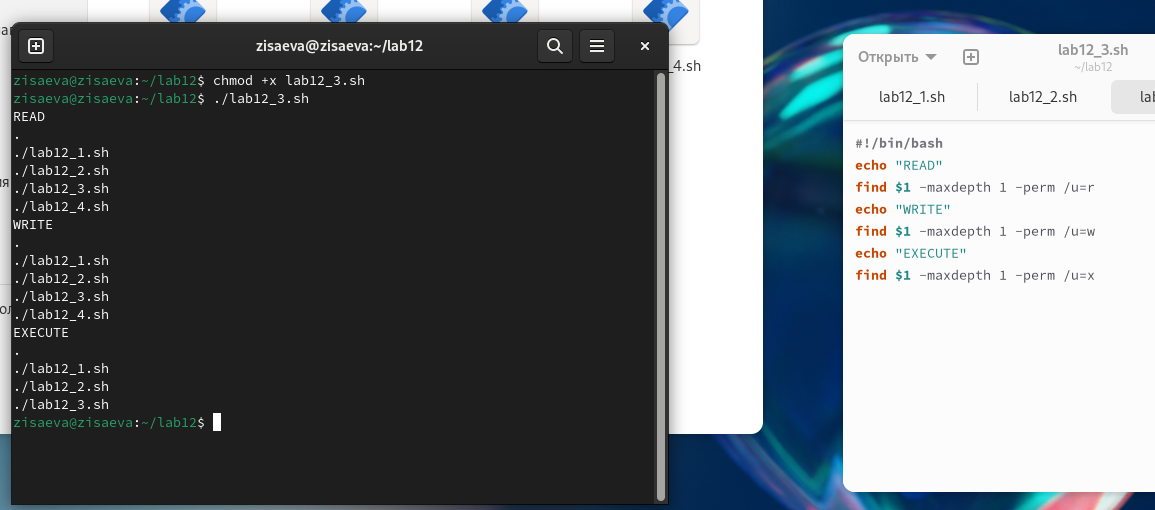 zisaeva@zisaeva:~/lab12
zisaeva@zisaeva:~/lab12$ chmod +x lab12_3.sh
zisaeva@zisaeva:~/lab12$ ./lab12_3.sh
READ
.
./lab12_1.sh
./lab12_2.sh
./lab12_3.sh
./lab12_4.sh
WRITE
.
./lab12_1.sh
./lab12_2.sh
./lab12_3.sh
./lab12_4.sh
EXECUTE
.
./lab12_1.sh
./lab12_2.sh
./lab12_3.sh
zisaeva@zisaeva:~/lab12$
_4.sh
Открыть
lab12_3.sh
~/lab12
lab12_1.sh
lab12_2.sh
#!/bin/bash
echo "READ"
find $1 -maxdepth 1 -perm /u=r
echo "WRITE"
find $1 -maxdepth 1 -perm /u=w
echo "EXECUTE"
find $1 -maxdepth 1 -perm /u=x